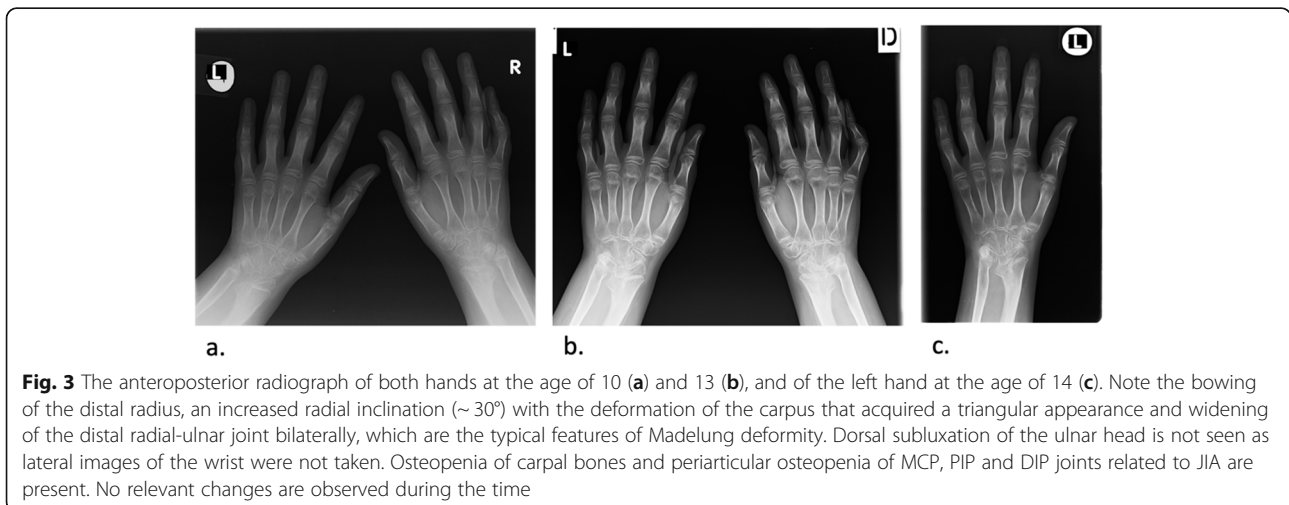 L
R
L
D
L
a.
b.
c.
Fig. 3 The anteroposterior radiograph of both hands at the age of 10 (a) and 13 (b), and of the left hand at the age of 14 (c). Note the bowing
of the distal radius, an increased radial inclination (~ 30°) with the deformation of the carpus that acquired a triangular appearance and widening
of the distal radial-ulnar joint bilaterally, which are the typical features of Madelung deformity. Dorsal subluxation of the ulnar head is not seen as
lateral images of the wrist were not taken. Osteopenia of carpal bones and periarticular osteopenia of MCP, PIP and DIP joints related to JIA are
present. No relevant changes are observed during the time